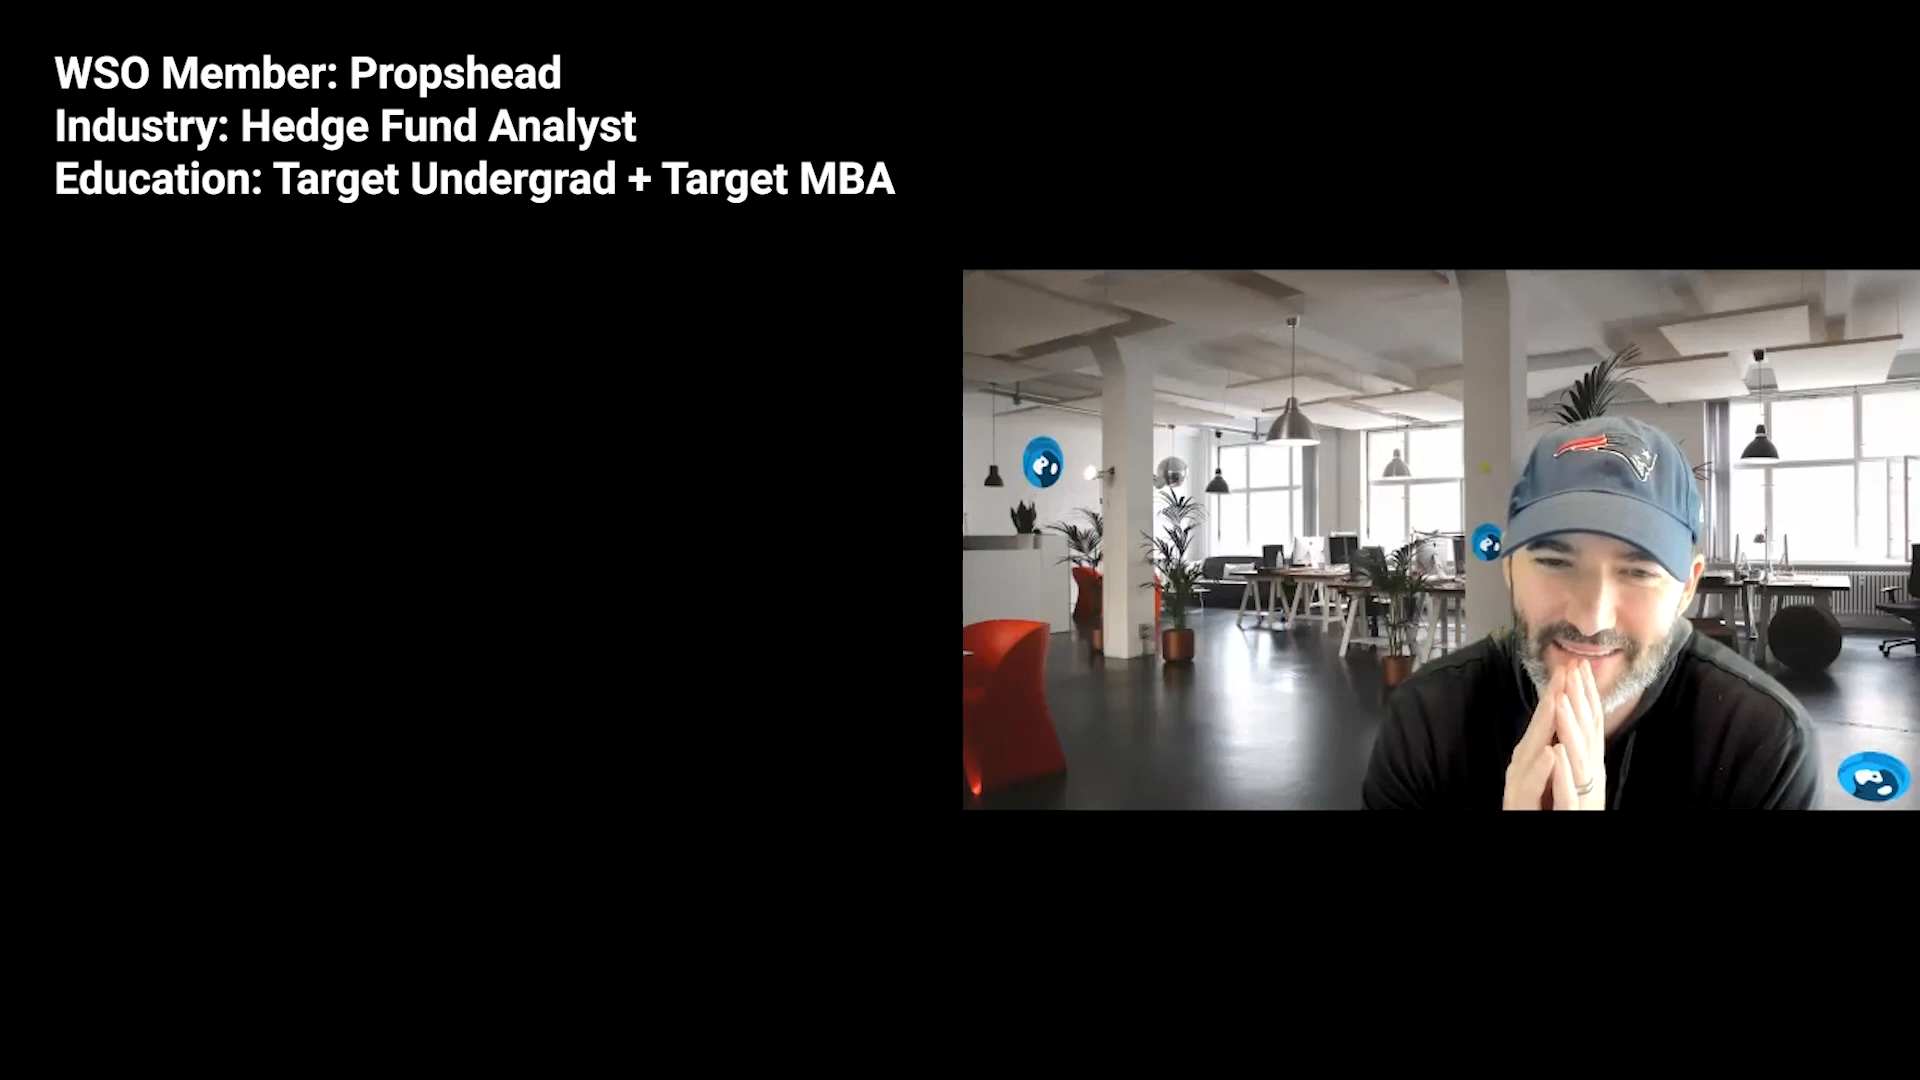 WSO Member: Propshead
Industry: Hedge Fund Analyst
Education: Target Undergrad + Target MBA